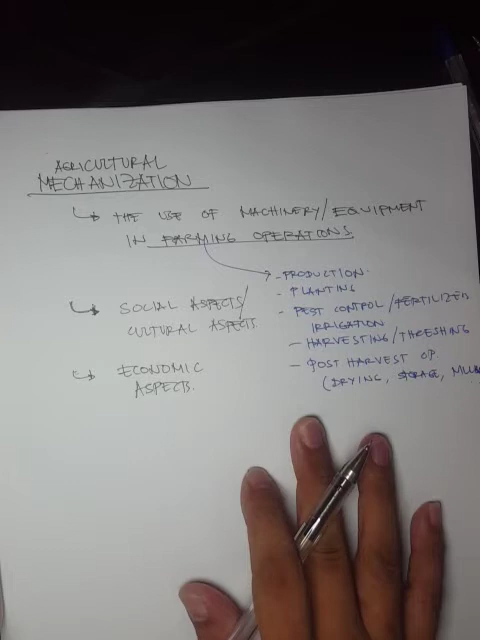 AGRICULTURAL
MECHANIZATION
THE USE OF MACHINERY/EQUIPMENT
IN FARMING OPERATIONS
- PRODUCTION.
- PLANTING
- PEST CONTROL/FERTILIZER
IRRIGATION
- HARVESTING/THRESHING
- POST HARVEST OP.
(DRYING, STORAGE,
SOCIAL ASPECTS/
CULTURAL ASPECTS.
ECONOMIC
ASPECTS.